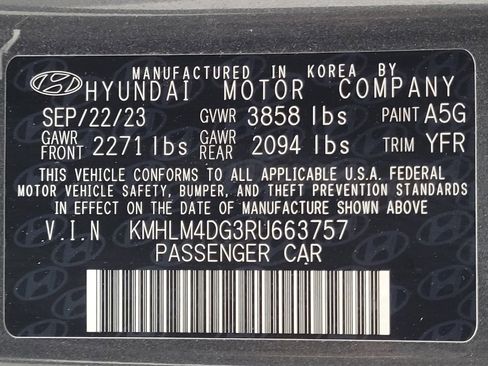 MANUFACTURED IN KOREA BY
HYUNDAI MOTOR COMPANY
SEP/22/23 GVWR 3858 lbs PAINT A5G
GAWR FRONT 2271 lbs GAWR REAR 2094 lbs TRIM YFR
THIS VEHICLE CONFORMS TO ALL APPLICABLE U.S.A. FEDERAL
MOTOR VEHICLE SAFETY, BUMPER, AND THEFT PREVENTION STANDARDS
IN EFFECT ON THE DATE OF MANUFACTURE SHOWN ABOVE
V.I.N KMHLM4DG3RU663757
PASSENGER CAR